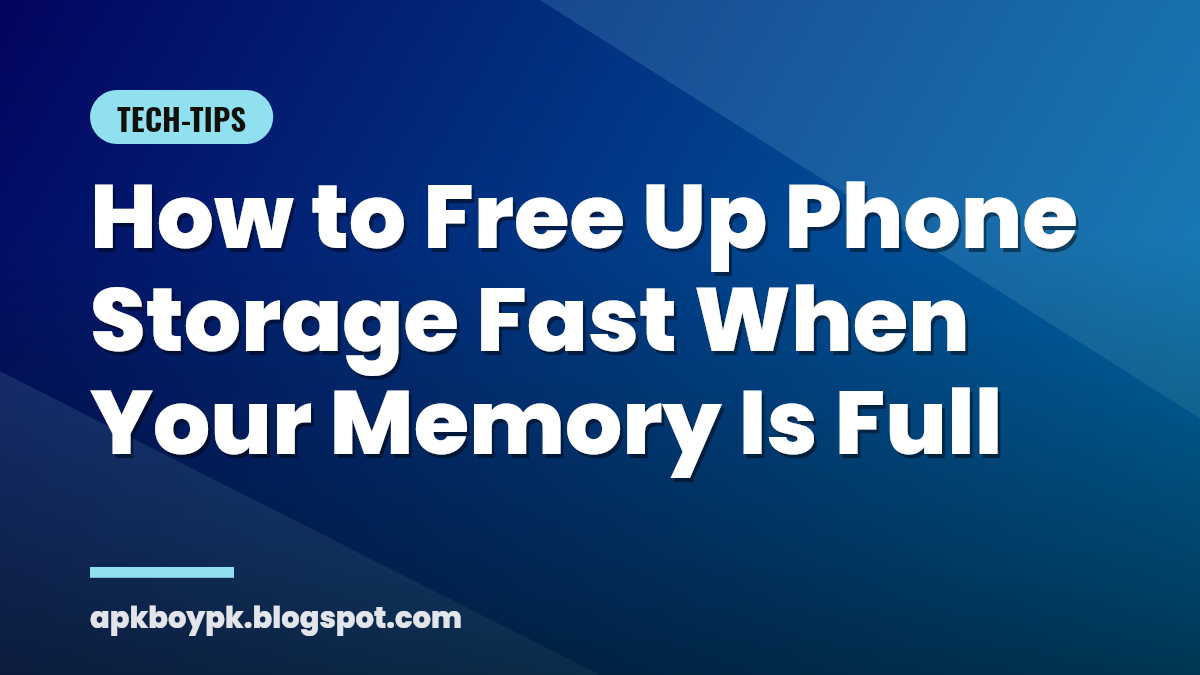 TECH-TIPS
How to Free Up Phone
Storage Fast When
Your Memory Is Full
apkboypk.blogspot.com